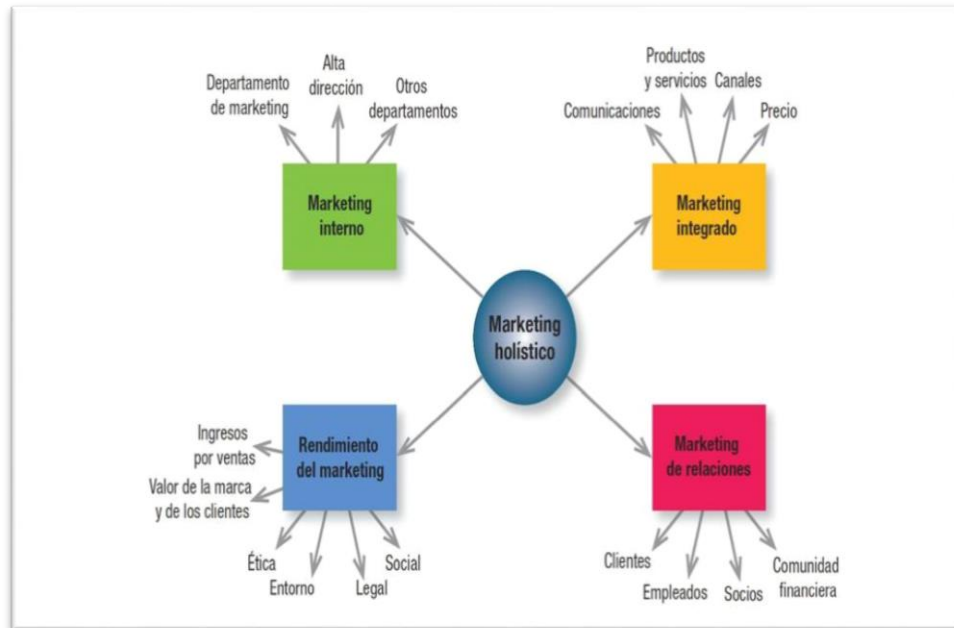 Departamento
de marketing
Alta
dirección
Otros
departamentos
Marketing
interno
Comunicaciones
Productos
y servicios
Canales
Precio
Marketing
integrado
Marketing
holístico
Ingresos
por ventas
Valor de la marca
y de los clientes
Rendimiento
del marketing
Ética
Entorno
Legal
Social
Marketing
de relaciones
Clientes
Empleados
Socios
Comunidad
financiera